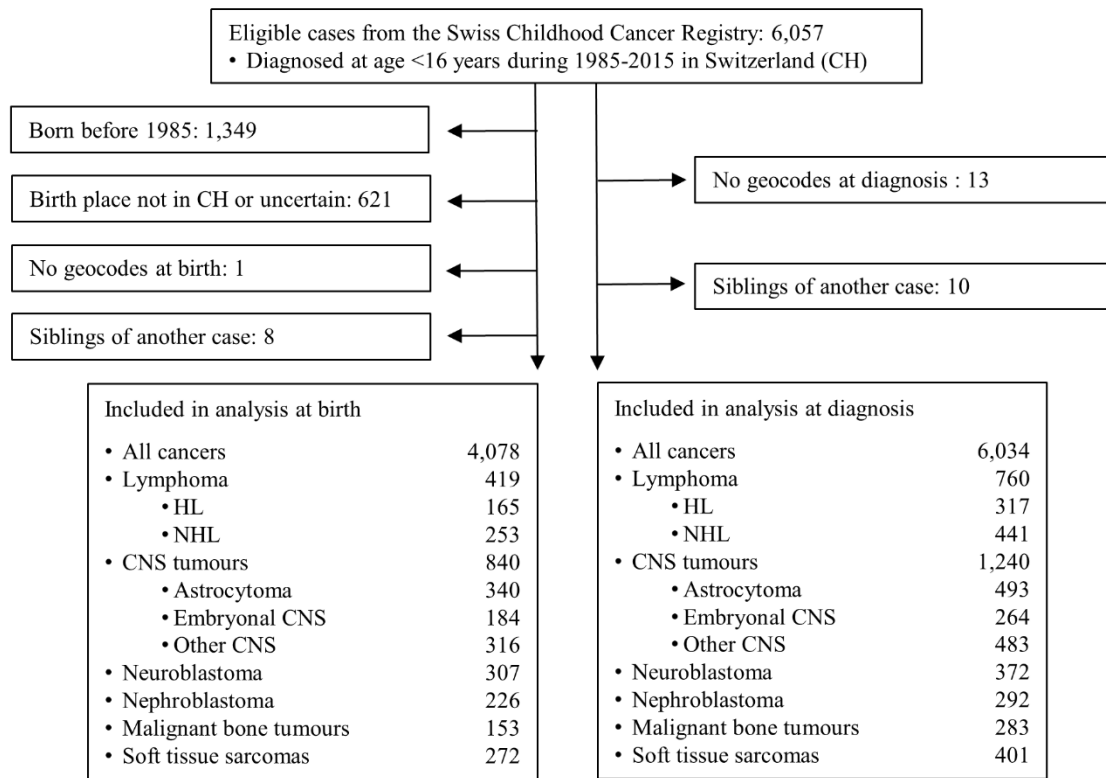 Eligible cases from the Swiss Childhood Cancer Registry: 6,057
• Diagnosed at age <16 years during 1985-2015 in Switzerland (CH)
Born before 1985: 1,349
Birth place not in CH or uncertain: 621
No geocodes at birth: 1
Siblings of another case: 8
No geocodes at diagnosis : 13
Siblings of another case: 10
Included in analysis at birth
• All cancers 4,078
• Lymphoma 419
• HL 165
• NHL 253
• CNS tumours 840
• Astrocytoma 340
• Embryonal CNS 184
• Other CNS 316
• Neuroblastoma 307
• Nephroblastoma 226
• Malignant bone tumours 153
• Soft tissue sarcomas 272
Included in analysis at diagnosis
• All cancers 6,034
• Lymphoma 760
• HL 317
• NHL 441
• CNS tumours 1,240
• Astrocytoma 493
• Embryonal CNS 264
• Other CNS 483
• Neuroblastoma 372
• Nephroblastoma 292
• Malignant bone tumours 283
• Soft tissue sarcomas 401